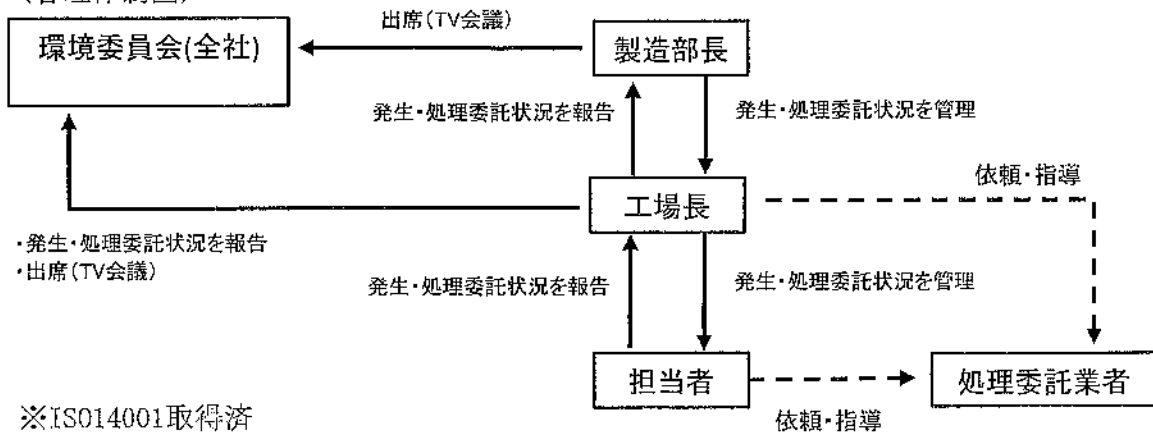 出席(TV会議)
環境委員会(全社)
製造部長
発生・処理委託状況を報告
発生・処理委託状況を管理
依頼・指導
工場長
・発生・処理委託状況を報告
・出席(TV会議)
発生・処理委託状況を報告
発生・処理委託状況を管理
担当者
処理委託業者
依頼・指導
※ISO14001取得済